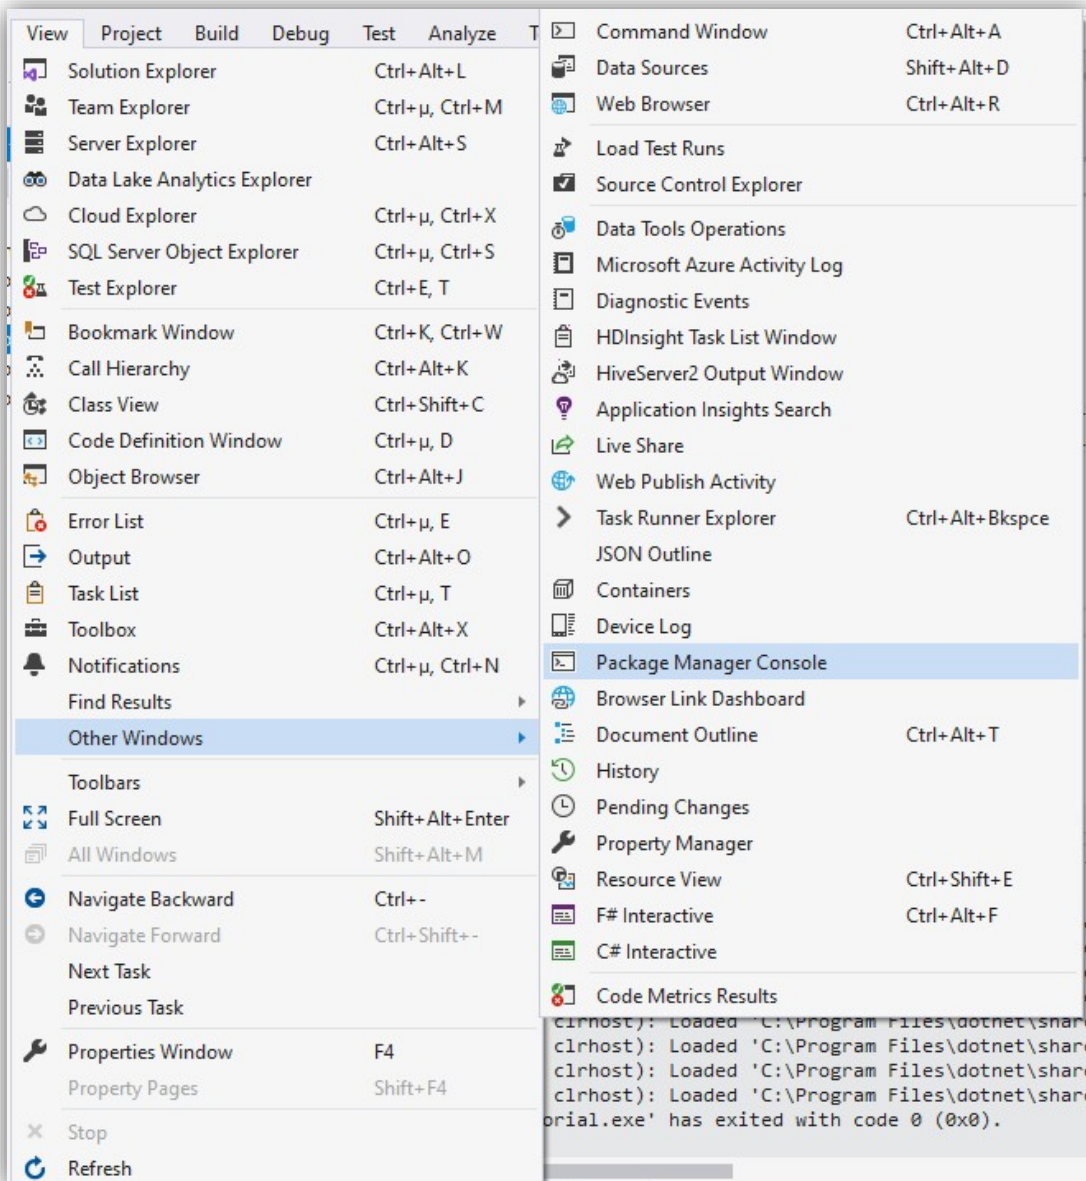 View Project Build Debug Test Analyze T
Solution Explorer Ctrl+Alt+L
Team Explorer Ctrl+µ, Ctrl+M
Server Explorer Ctrl+Alt+S
Data Lake Analytics Explorer
Cloud Explorer Ctrl+µ, Ctrl+X
SQL Server Object Explorer Ctrl+µ, Ctrl+S
Test Explorer Ctrl+E, T
Bookmark Window Ctrl+K, Ctrl+W
Call Hierarchy Ctrl+Alt+K
Class View Ctrl+Shift+C
Code Definition Window Ctrl+µ, D
Object Browser Ctrl+Alt+J
Error List Ctrl+µ, E
Output Ctrl+Alt+O
Task List Ctrl+µ, T
Toolbox Ctrl+Alt+X
Notifications Ctrl+µ, Ctrl+N
Find Results
Other Windows
Toolbars
Full Screen Shift+Alt+Enter
All Windows Shift+Alt+M
Navigate Backward Ctrl+-
Navigate Forward Ctrl+Shift+-
Next Task
Previous Task
Properties Window F4
Property Pages Shift+F4
Stop
Refresh
Command Window Ctrl+Alt+A
Data Sources Shift+Alt+D
Web Browser Ctrl+Alt+R
Load Test Runs
Source Control Explorer
Data Tools Operations
Microsoft Azure Activity Log
Diagnostic Events
HDInsight Task List Window
HiveServer2 Output Window
Application Insights Search
Live Share
Web Publish Activity
Task Runner Explorer Ctrl+Alt+Bkspce
JSON Outline
Containers
Device Log
Package Manager Console
Browser Link Dashboard
Document Outline Ctrl+Alt+T
History
Pending Changes
Property Manager
Resource View Ctrl+Shift+E
F# Interactive Ctrl+Alt+F
C# Interactive
Code Metrics Results
clrhost): Loaded 'C:\Program Files\dotnet\shar
clrhost): Loaded 'C:\Program Files\dotnet\shar
clrhost): Loaded 'C:\Program Files\dotnet\shar
clrhost): Loaded 'C:\Program Files\dotnet\shar
orial.exe' has exited with code 0 (0x0).